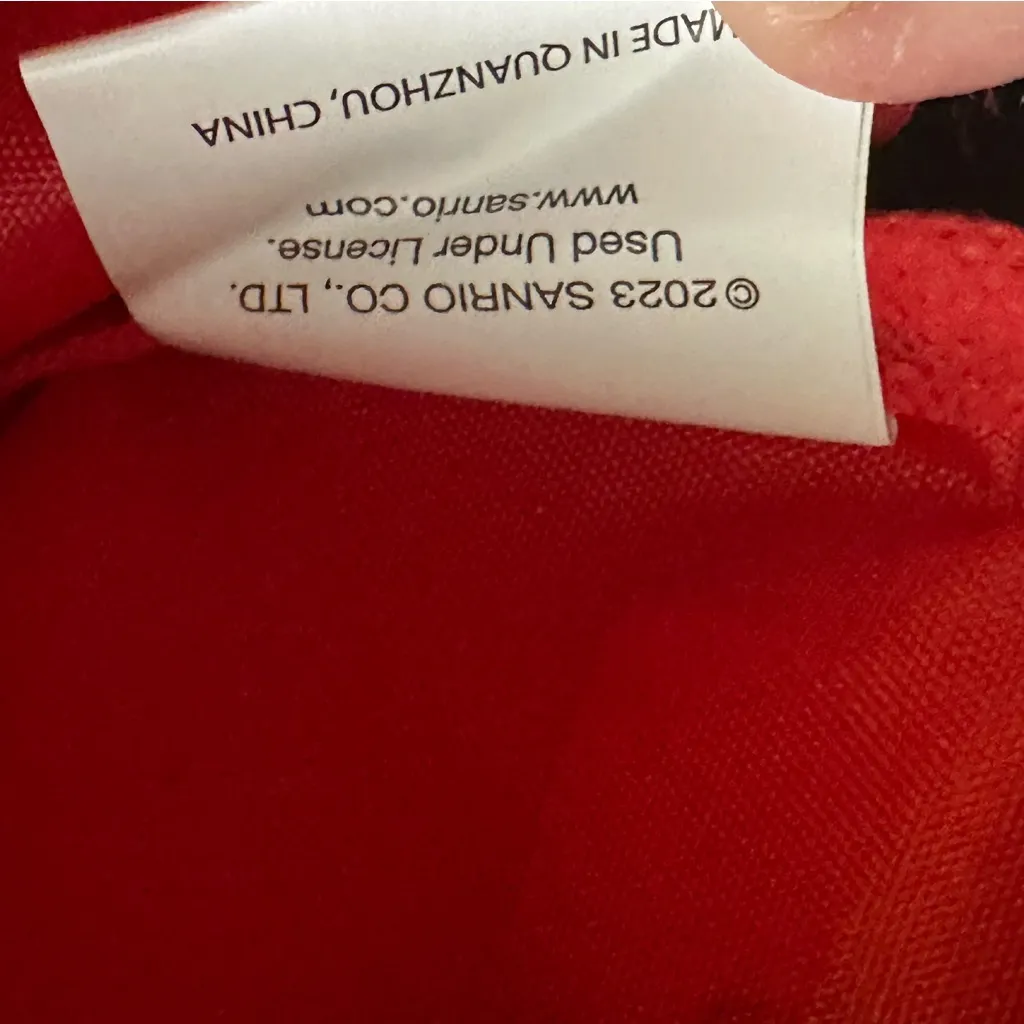 ©2023 SANRIO CO., LTD.
Used Under License.
www.sanrio.com
MADE IN QUANZHOU, CHINA